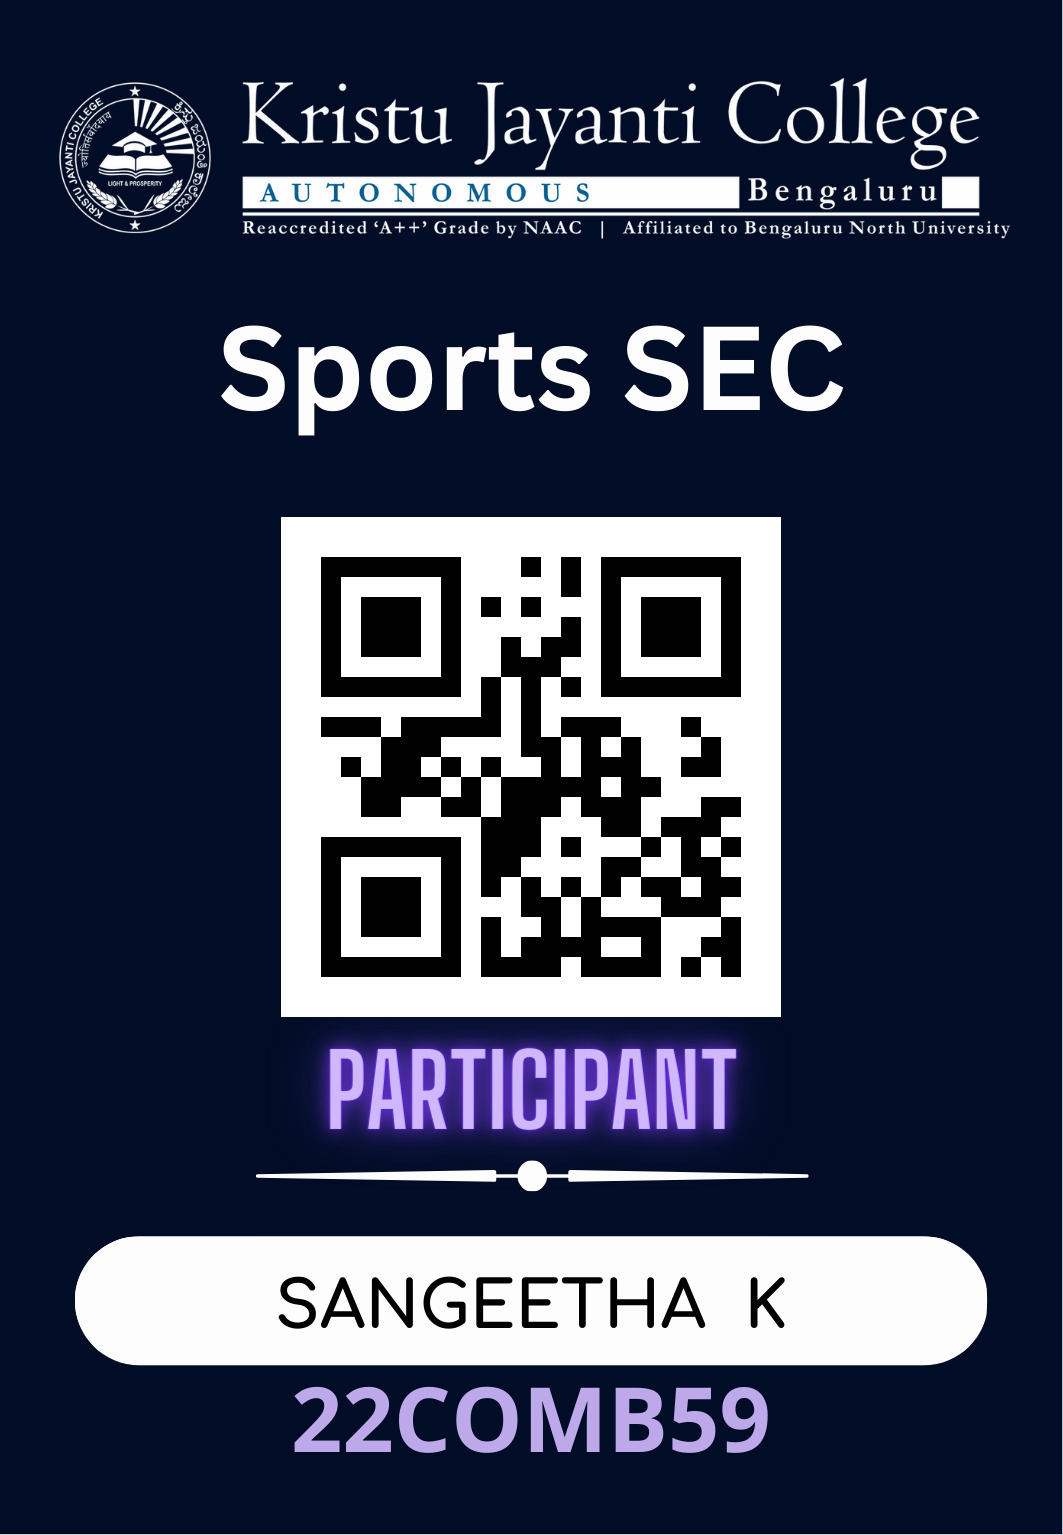 Kristu Jayanti College
AUTONOMOUS Bengaluru
Reaccredited ‘A++’ Grade by NAAC | Affiliated to Bengaluru North University
KRISTU JAYANTI COLLEGE
LIGHT & PROSPERITY
Sports SEC
PARTICIPANT
SANGEETHA K
22COMB59